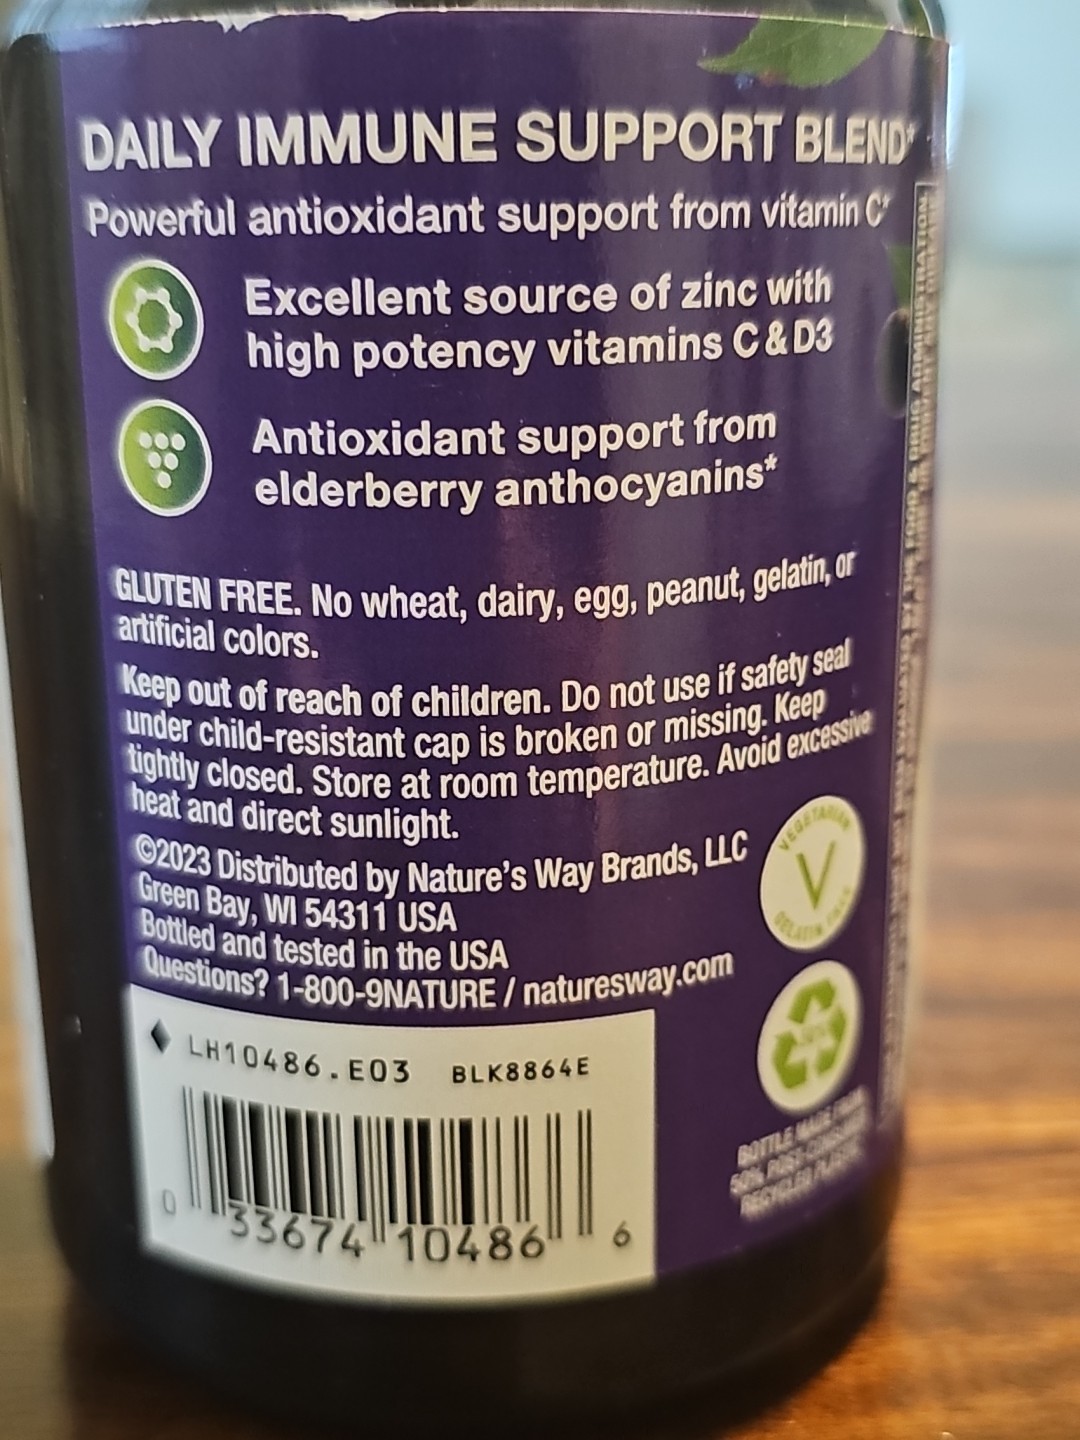 DAILY IMMUNE SUPPORT BLEND*
Powerful antioxidant support from vitamin C*
Excellent source of zinc with
high potency vitamins C & D3
Antioxidant support from
elderberry anthocyanins*
GLUTEN FREE. No wheat, dairy, egg, peanut, gelatin, or
artificial colors.
Keep out of reach of children. Do not use if safety seal
under child-resistant cap is broken or missing. Keep
tightly closed. Store at room temperature. Avoid excessive
heat and direct sunlight.
©2023 Distributed by Nature's Way Brands, LLC
Green Bay, WI 54311 USA
Bottled and tested in the USA
Questions? 1-800-9NATURE / naturesway.com
VEGETARIAN
V
GELATIN FREE
LH10486.E03 BLK8864E
0 33674 10486 6
BOTTLE MADE FROM
50% POST-CONSUMER
RECYCLED PLASTIC
FOOD & DRUG ADMINISTRATION.